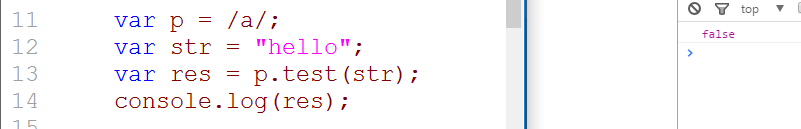 11 var p = /a/;
12 var str = "hello";
13 var res = p.test(str);
14 console.log(res);
15
top
false